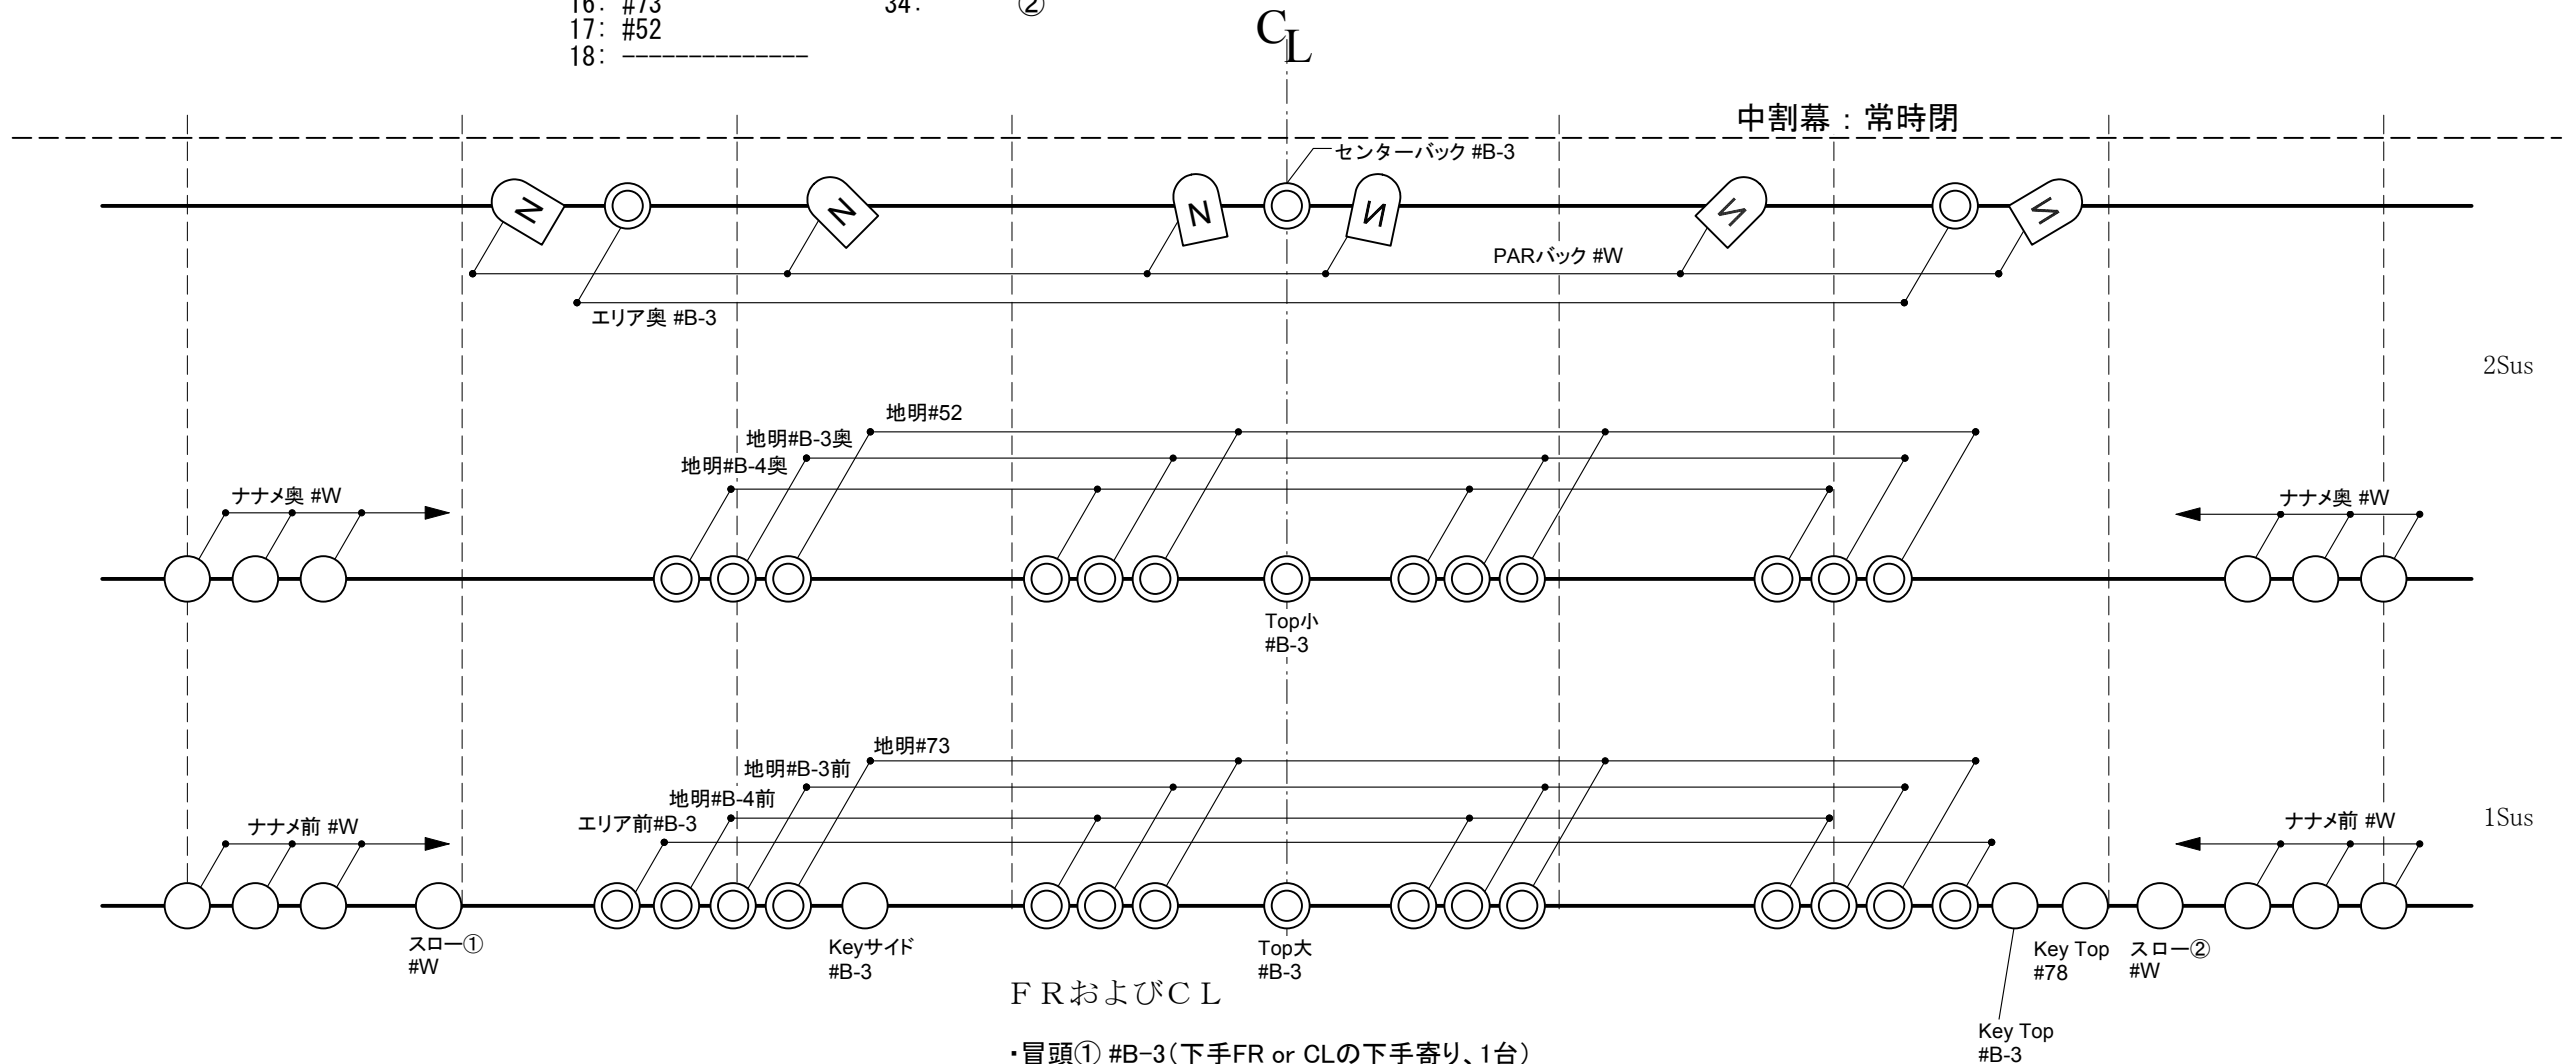 16: #73
34: ②
17: #52
18: --------------
CL
中割幕：常時閉
センターバック #B-3
N
N
N
N
N
N
PARバック #W
エリア奥 #B-3
2Sus
地明#52
地明#B-3奥
地明#B-4奥
ナナメ奥 #W
ナナメ奥 #W
Top小
#B-3
地明#73
地明#B-3前
地明#B-4前
エリア前#B-3
ナナメ前 #W
ナナメ前 #W
1Sus
スロー①
#W
Keyサイド
#B-3
Top大
#B-3
Key Top
#78
スロー②
#W
ＦＲおよびＣＬ
Key Top
#B-3
・冒頭① #B-3（下手FR or CLの下手寄り、1台）